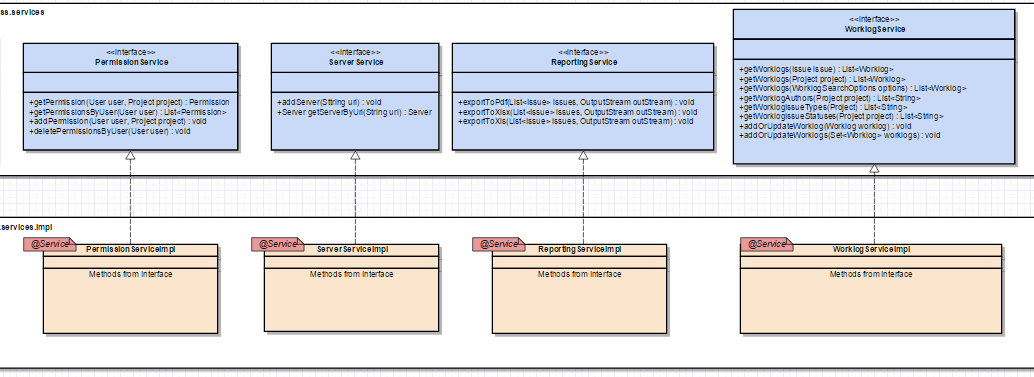 ss.services
<<Interface>>
PermissionService
+getPermission(User user, Project project) : Permission
+getPermissionsByUser(User user) : List<Permission>
+addPermission(User user, Project project) : void
+deletePermissionsByUser(User user) : void
<<Interface>>
ServerService
+addServer(Sttring url) : void
+Server getServerByUrl(String url) : Server
<<Interface>>
ReportingService
+exportToPdf(List<Issue> issues, OutputStream outStream) : void
+exportToXlsx(List<Issue> issues, OutputStream outStream) : void
+exportToXls(List<Issue> issues, OutputStream outStream) : void
<<Interface>>
WorklogService
+getWorklogs(Issue issue) : List<Worklog>
+getWorklogs(Project project) : List<Worklog>
+getWorklogs(WorklogSearchOptions options) : List<Worklog>
+getWorklogAuthors(Project project) : List<String>
+getWorklogIssueTypes(Project) : List<String>
+getWorklogIssueStatuses(Project project) : List<String>
+addOrUpdateWorklog(Worklog worklog) : void
+addOrUpdateWorklogs(Set<Worklog> worklogs) : void
.services.impl
@Service
PermissionServiceImpl
Methods from Interface
@Service
ServerServiceImpl
Methods from Interface
@Service
ReportingServiceImpl
Methods from Interface
@Service
WorklogServiceImpl
Methods from Interface